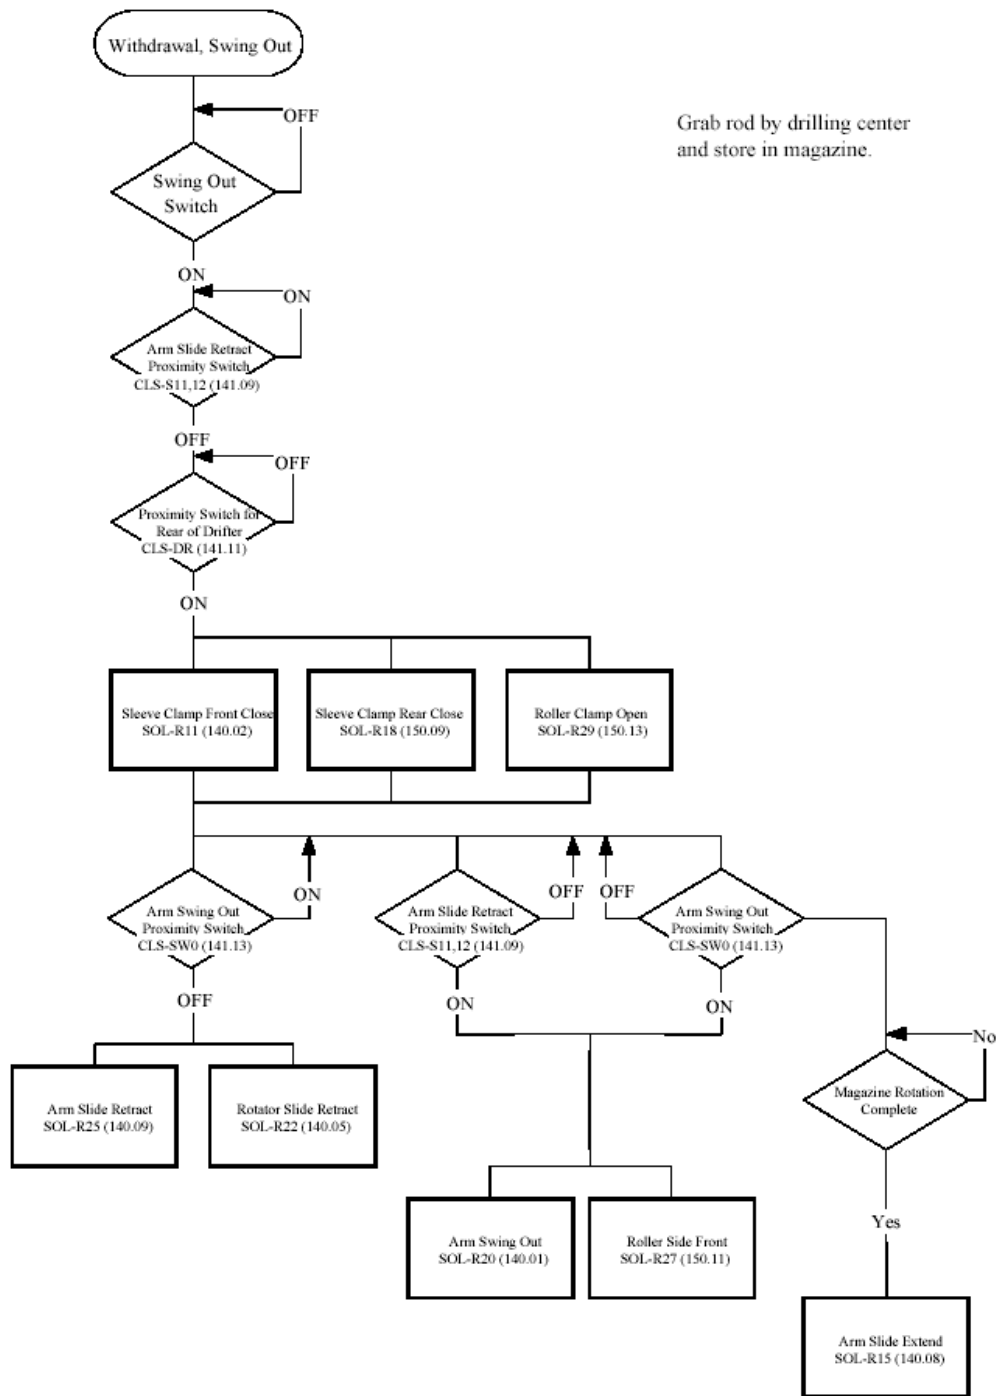 Withdrawal, Swing Out
OFF
Grab rod by drilling center
and store in magazine.
Swing Out
Switch
ON
ON
Arm Slide Retract
Proximity Switch
CLS-S11,12 (141.09)
OFF
OFF
Proximity Switch for
Rear of Drifter
CLS-DR (141.11)
ON
Sleeve Clamp Front Close
SOL-R11 (140.02)
Sleeve Clamp Rear Close
SOL-R18 (150.09)
Roller Clamp Open
SOL-R29 (150.13)
Arm Swing Out
Proximity Switch
CLS-SW0 (141.13)
ON
Arm Slide Retract
Proximity Switch
CLS-S11,12 (141.09)
OFF
OFF
Arm Swing Out
Proximity Switch
CLS-SW0 (141.13)
OFF
ON
ON
No
Arm Slide Retract
SOL-R25 (140.09)
Rotator Slide Retract
SOL-R22 (140.05)
Magazine Rotation
Complete
Yes
Arm Swing Out
SOL-R20 (140.01)
Roller Side Front
SOL-R27 (150.11)
Arm Slide Extend
SOL-R15 (140.08)